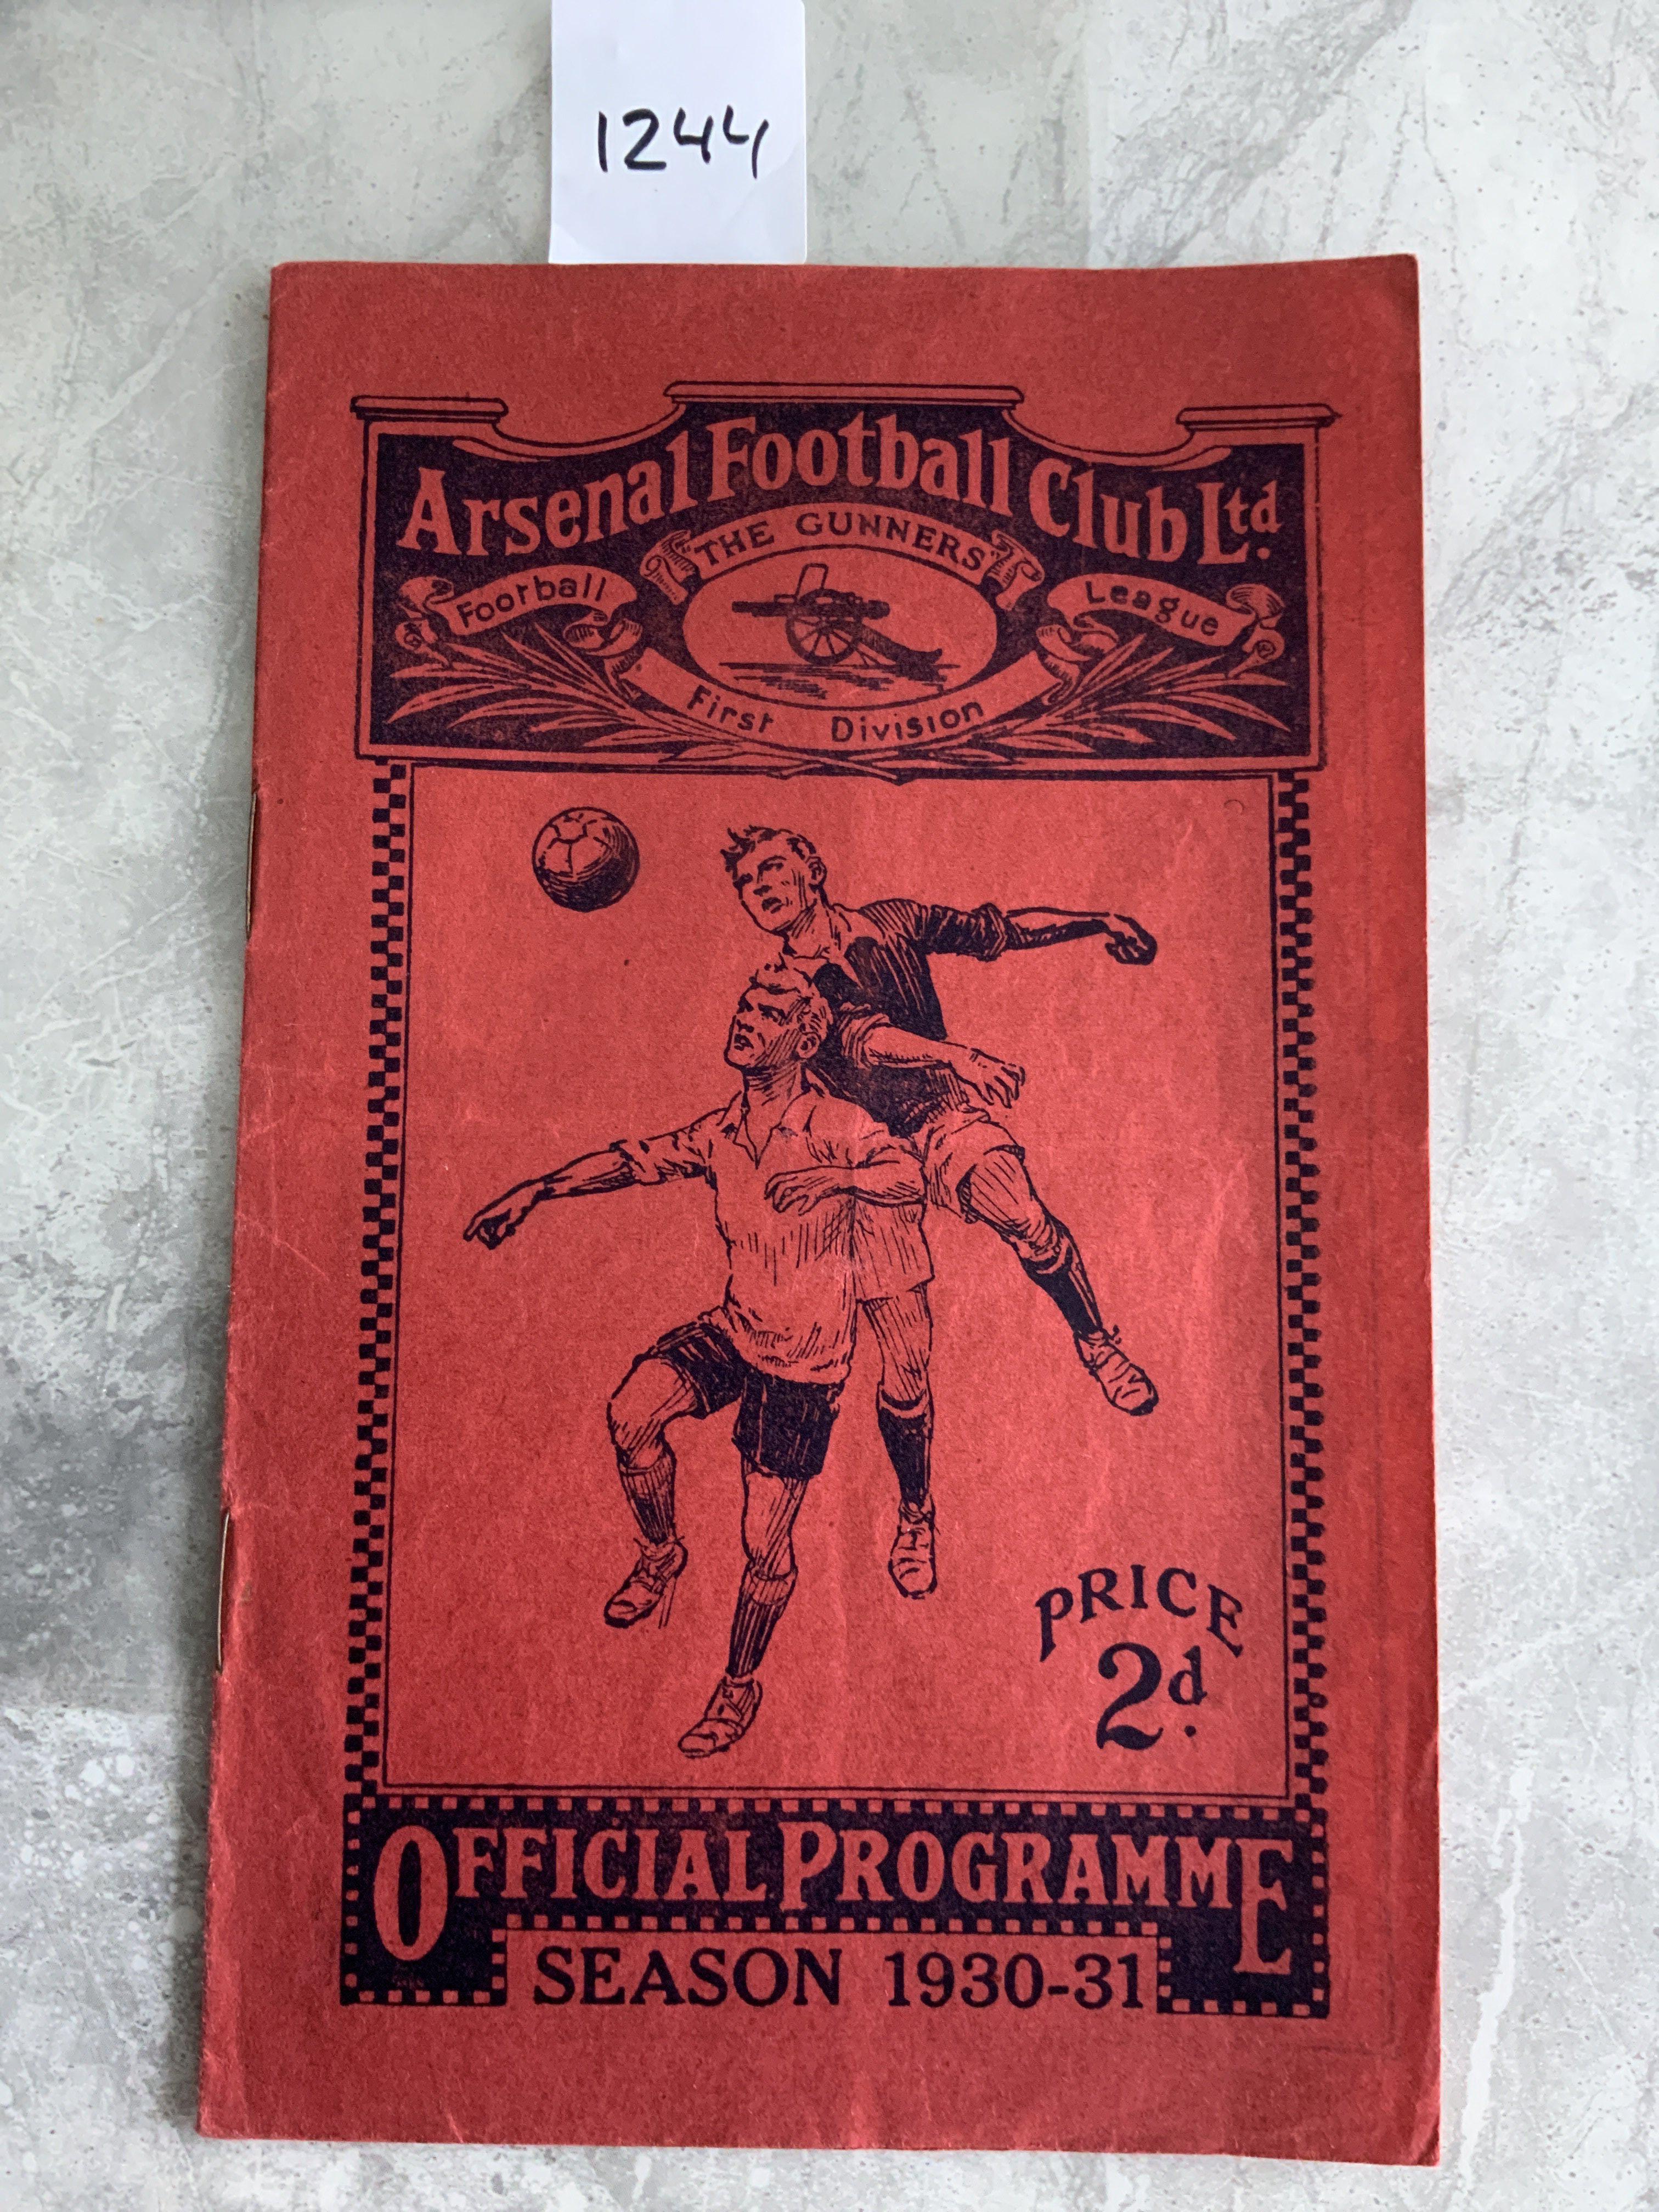 1244
Arsenal Football Club Ltd.
"THE GUNNERS"
Football League
First Division
PRICE
2d.
OFFICIAL PROGRAMME
SEASON 1930-31